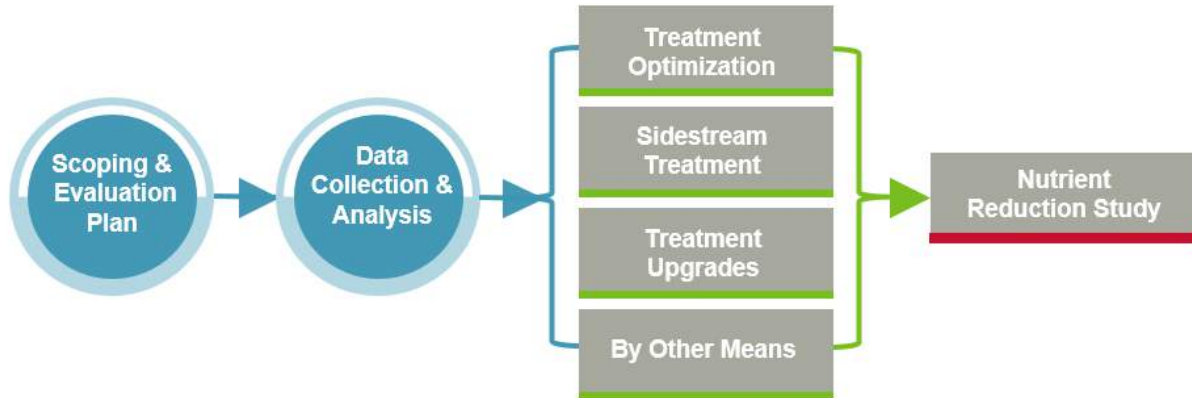 Scoping &
Evaluation
Plan
Data
Collection &
Analysis
Treatment
Optimization
Sidestream
Treatment
Treatment
Upgrades
By Other Means
Nutrient
Reduction Study